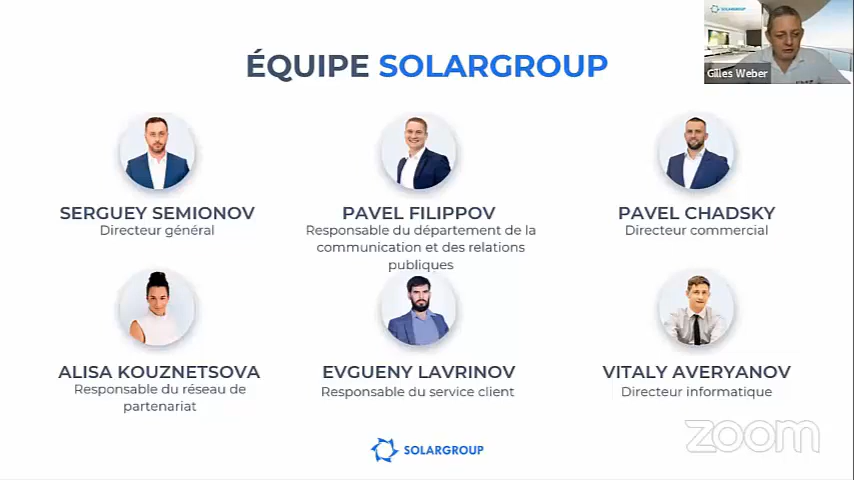 SOLARGROUP
Gilles Weber
ÉQUIPE SOLARGROUP
SERGUEY SEMIONOV
Directeur général
PAVEL FILIPPOV
Responsable du département de la
communication et des relations
publiques
PAVEL CHADSKY
Directeur commercial
ALISA KOUZNETSOVA
Responsable du réseau de
partenariat
EVGUENY LAVRINOV
Responsable du service client
VITALY AVERYANOV
Directeur informatique
zoom
SOLARGROUP